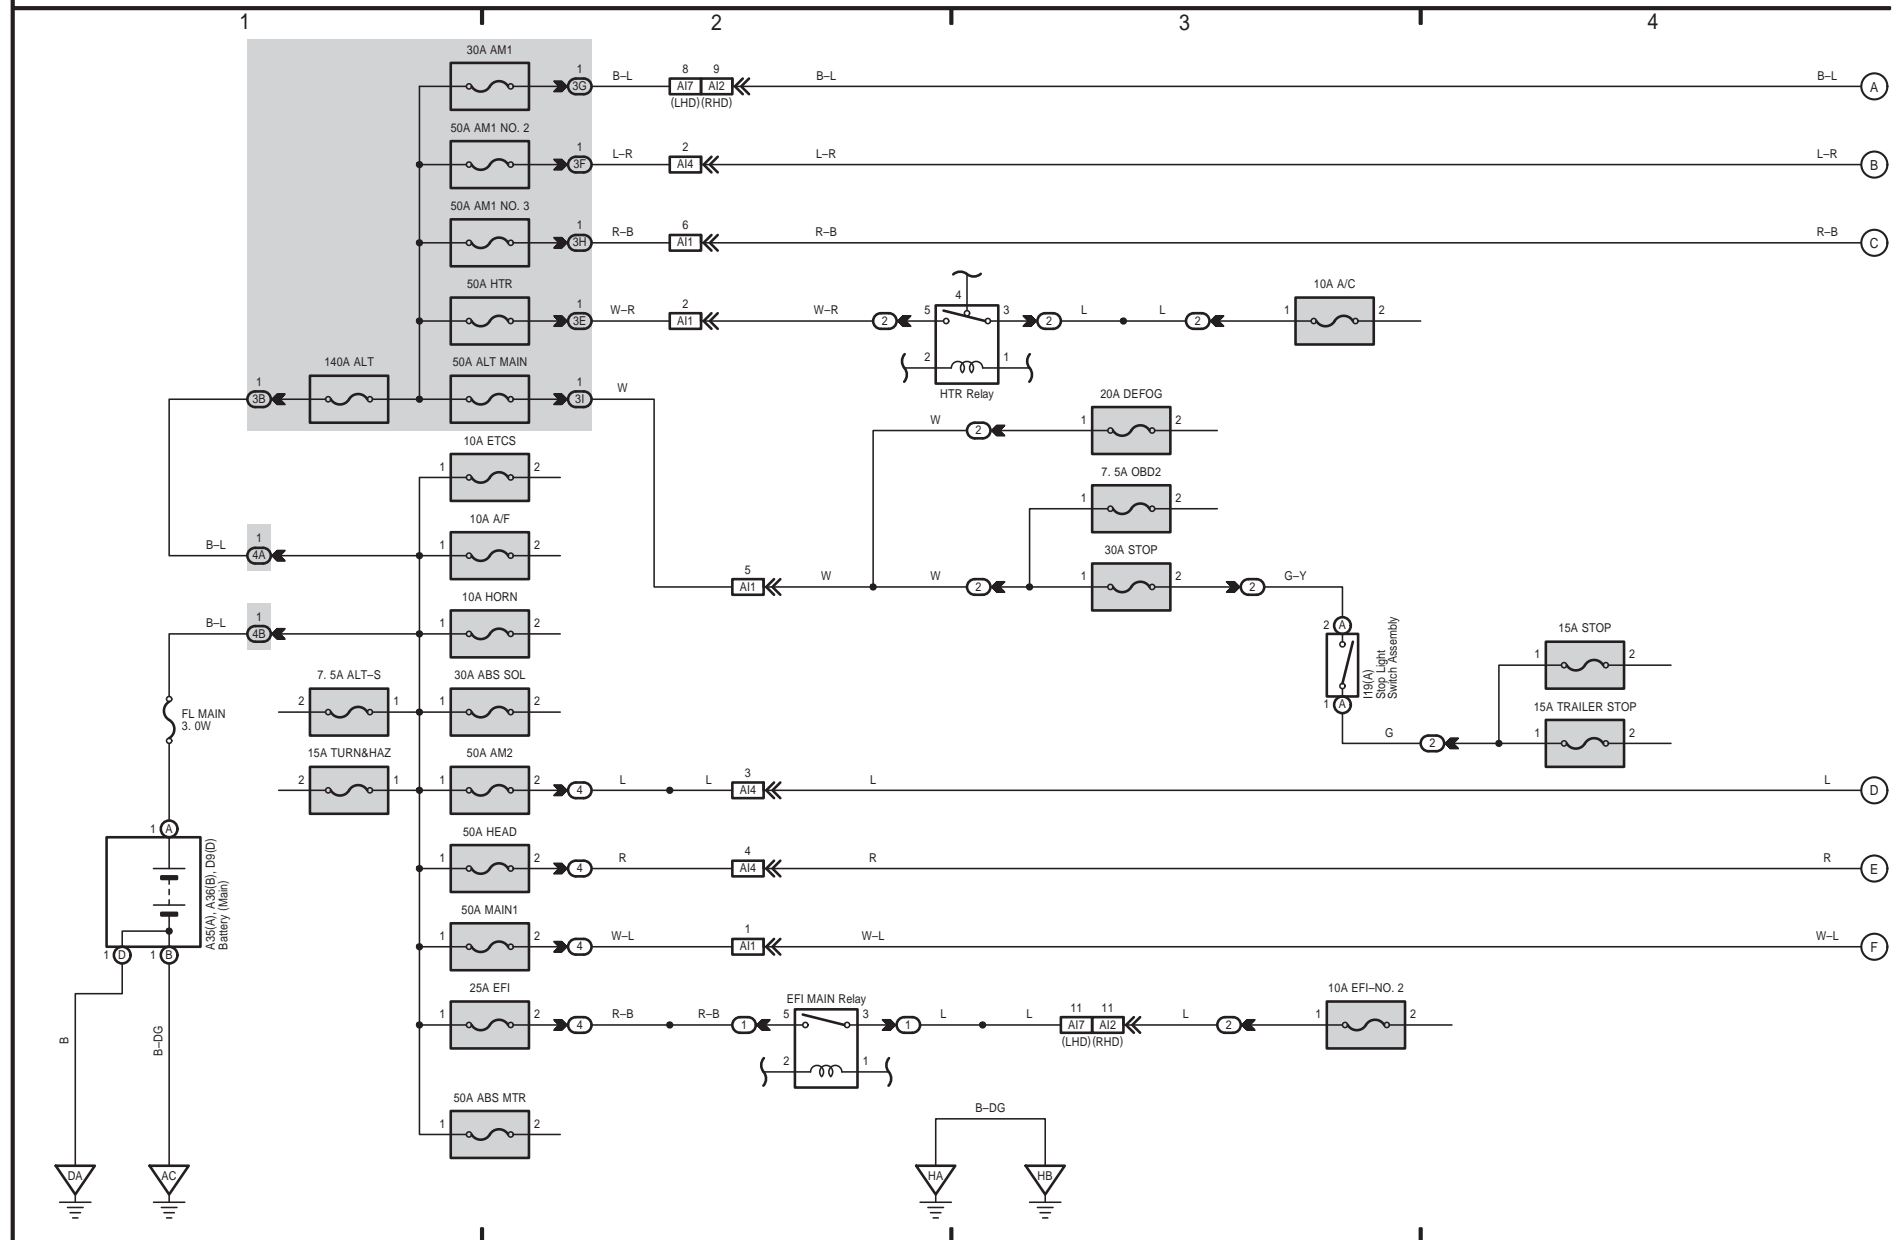 1 2 3 4
30A AM1
1
3G B–L
8 9
AI7 AI2 B–L B–L A
(LHD) (RHD)
50A AM1 NO. 2
1 2
3F L–R AI4 L–R L–R B
50A AM1 NO. 3
1 6
3H R–B AI1 R–B R–B C
50A HTR 10A A/C
1 2 4
3E W–R AI1 W–R 2 5 3 2 L L 2 1 2
2 1
HTR Relay
140A ALT 50A ALT MAIN
1 1
3B 3I W
20A DEFOG
W 2 1 2
10A ETCS
1 2
7. 5A OBD2
1 2
10A A/F
1
B–L 4A 1 2
30A STOP
5
AI1 W W 2 1 2 2 G–Y
10A HORN
1
B–L 4B 1 2
2 A
I19(A)
Stop Light
Switch Assembly
1 A
15A STOP
1 2
7. 5A ALT–S 30A ABS SOL
2 1 1 2
FL MAIN
3. 0W
15A TRAILER STOP
G 2 1 2
15A TURN&HAZ 50A AM2
3
2 1 1 2 4 L L AI4 L L D
1 A
A35(A), A36(B), D9(D)
Battery (Main)
1 D 1 B
50A HEAD
4
1 2 4 R AI4 R R E
50A MAIN1
1
1 2 4 W–L AI1 W–L W–L F
25A EFI EFI MAIN Relay 10A EFI–NO. 2
11 11
1 2 4 R–B R–B 1 5 3 1 L L AI7 AI2 L 2 1 2
(LHD) (RHD)
2 1
B B–DG
50A ABS MTR
1 2
B–DG
DA AC HA HB